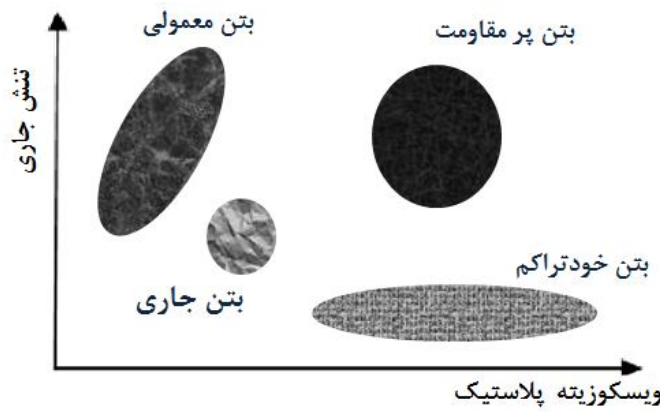 بتن معمولی
بتن پر مقاومت
تنش جاری
بتن خودتراکم
بتن جاری
ویسکوزیته پلاستیک